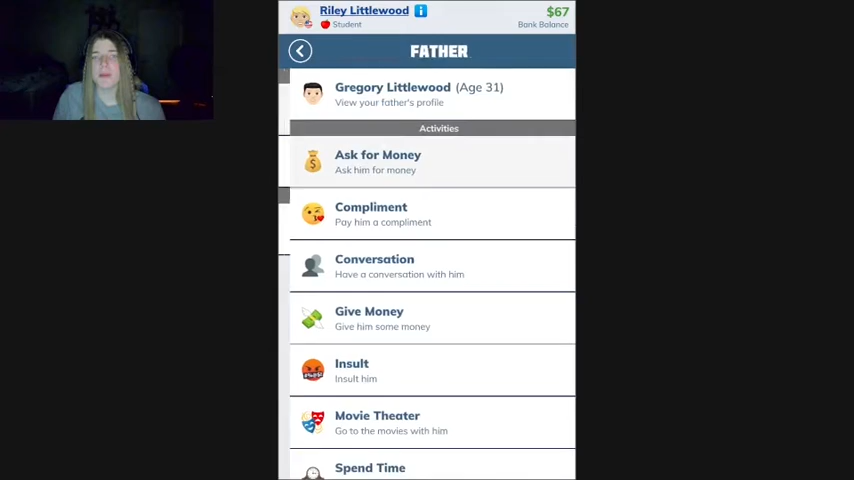 Riley Littlewood
Student
$67
Bank Balance
FATHER
Gregory Littlewood (Age 31)
View your father's profile
Activities
Ask for Money
Ask him for money
Compliment
Pay him a compliment
Conversation
Have a conversation with him
Give Money
Give him some money
Insult
Insult him
Movie Theater
Go to the movies with him
Spend Time